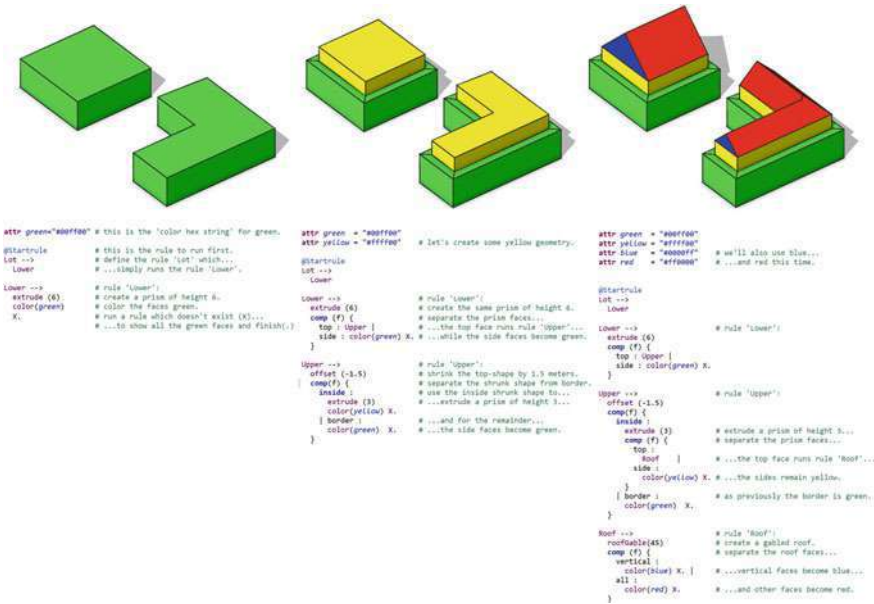 attr green="#00ff00" # this is the 'color hex string' for green.
@Startrule # this is the rule to run first.
Lot --> # define the rule 'Lot' which...
Lower # ...simply runs the rule 'Lower'.
Lower --> # rule 'Lower':
extrude (6) # create a prism of height 6.
color(green) # color the faces green.
X. # run a rule which doesn't exist (X)...
# ...to show all the green faces and finish(.)
attr green = "#00ff00"
attr yellow = "#ffff00" # let's create some yellow geometry.
@Startrule
Lot -->
Lower
Lower --> # rule 'Lower':
extrude (6) # create the same prism of height 6.
comp (f) { # separate the prism faces...
top : Upper | # ...the top face runs rule 'Upper'...
side : color(green) X. # ...while the side faces become green.
}
Upper --> # rule 'Upper':
offset (-1.5) # shrink the top-shape by 1.5 meters.
comp(f) { # separate the shrunk shape from border.
inside : # use the inside shrunk shape to...
extrude (3) # ...extrude a prism of height 3...
color(yellow) X.
| border : # ...and for the remainder...
color(green) X. # ...the side faces become green.
}
attr green = "#00ff00"
attr yellow = "#ffff00"
attr blue = "#0000ff" # we'll also use blue...
attr red = "#ff0000" # ...and red this time.
@Startrule
Lot -->
Lower
Lower --> # rule 'Lower':
extrude(6)
comp (f) {
top : Upper |
side : color(green) X.
}
Upper --> # rule 'Upper':
offset (-1.5)
comp(f) {
inside :
extrude (3) # extrude a prism of height 3...
comp (f) { # separate the prism faces...
top :
Roof | # ...the top face runs rule 'Roof'...
side :
color(yellow) X. # ...the sides remain yellow.
}
| border : # as previously the border is green.
color(green) X.
}
Roof --> # rule 'Roof':
roofGable(45) # create a gabled roof.
comp (f) { # separate the roof faces...
vertical :
color(blue) X. | # ...vertical faces become blue...
all :
color(red) X. # ...and other faces become red.
}